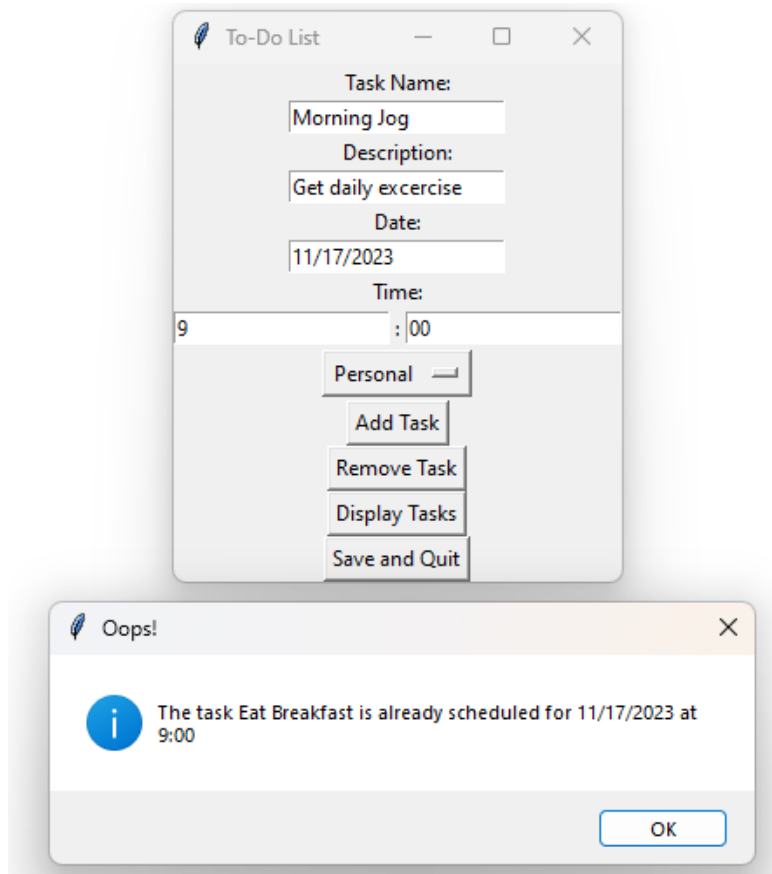 To-Do List
Task Name:
Morning Jog
Description:
Get daily excercise
Date:
11/17/2023
Time:
9 : 00
Personal
Add Task
Remove Task
Display Tasks
Save and Quit
Oops!
The task Eat Breakfast is already scheduled for 11/17/2023 at
9:00
OK